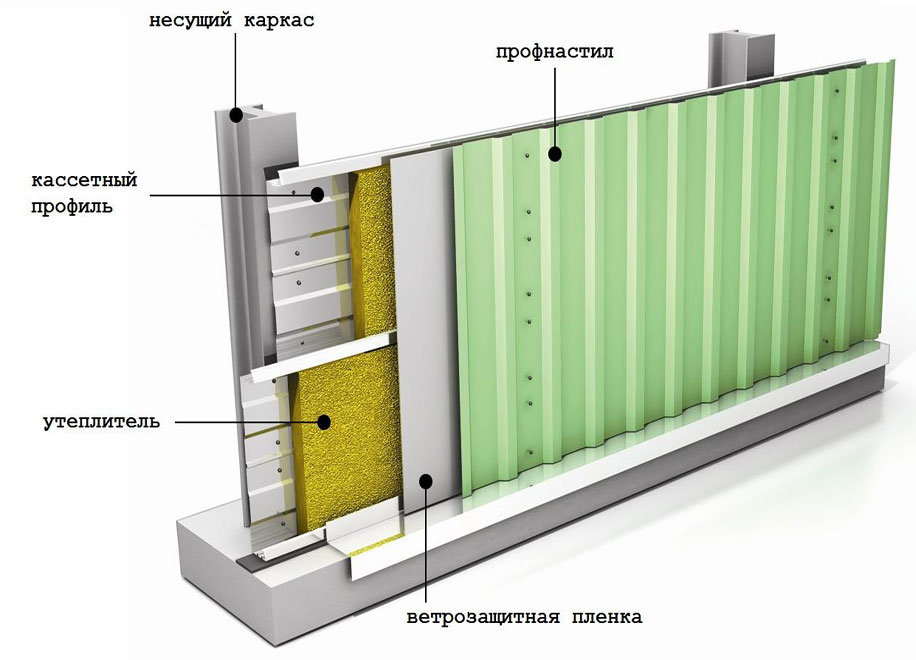 несущий каркас
профнастил
кассетный
профиль
утеплитель
ветрозащитная пленка